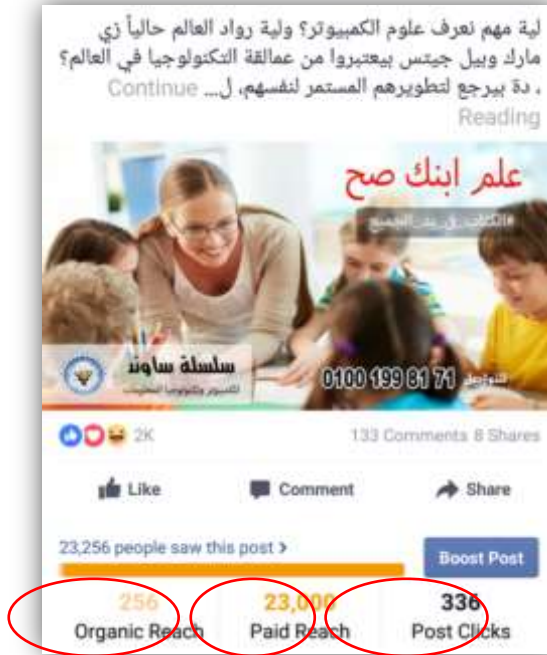 لية مهم نعرف علوم الكمبيوتر؟ ولية رواد العالم حالياً زي
مارك وبيل جيتس بيعتبروا من عمالقة التكنولوجيا في العالم؟
، دة بيرجع لتطويرهم المستمر لنفسهم، ل... Continue
Reading
علم ابنك صح
سلسلة ساوند
للتواصل 0100 199 81 71
2K 133 Comments 8 Shares
Like Comment Share
23,256 people saw this post >
Boost Post
256 23,000 336
Organic Reach Paid Reach Post Clicks